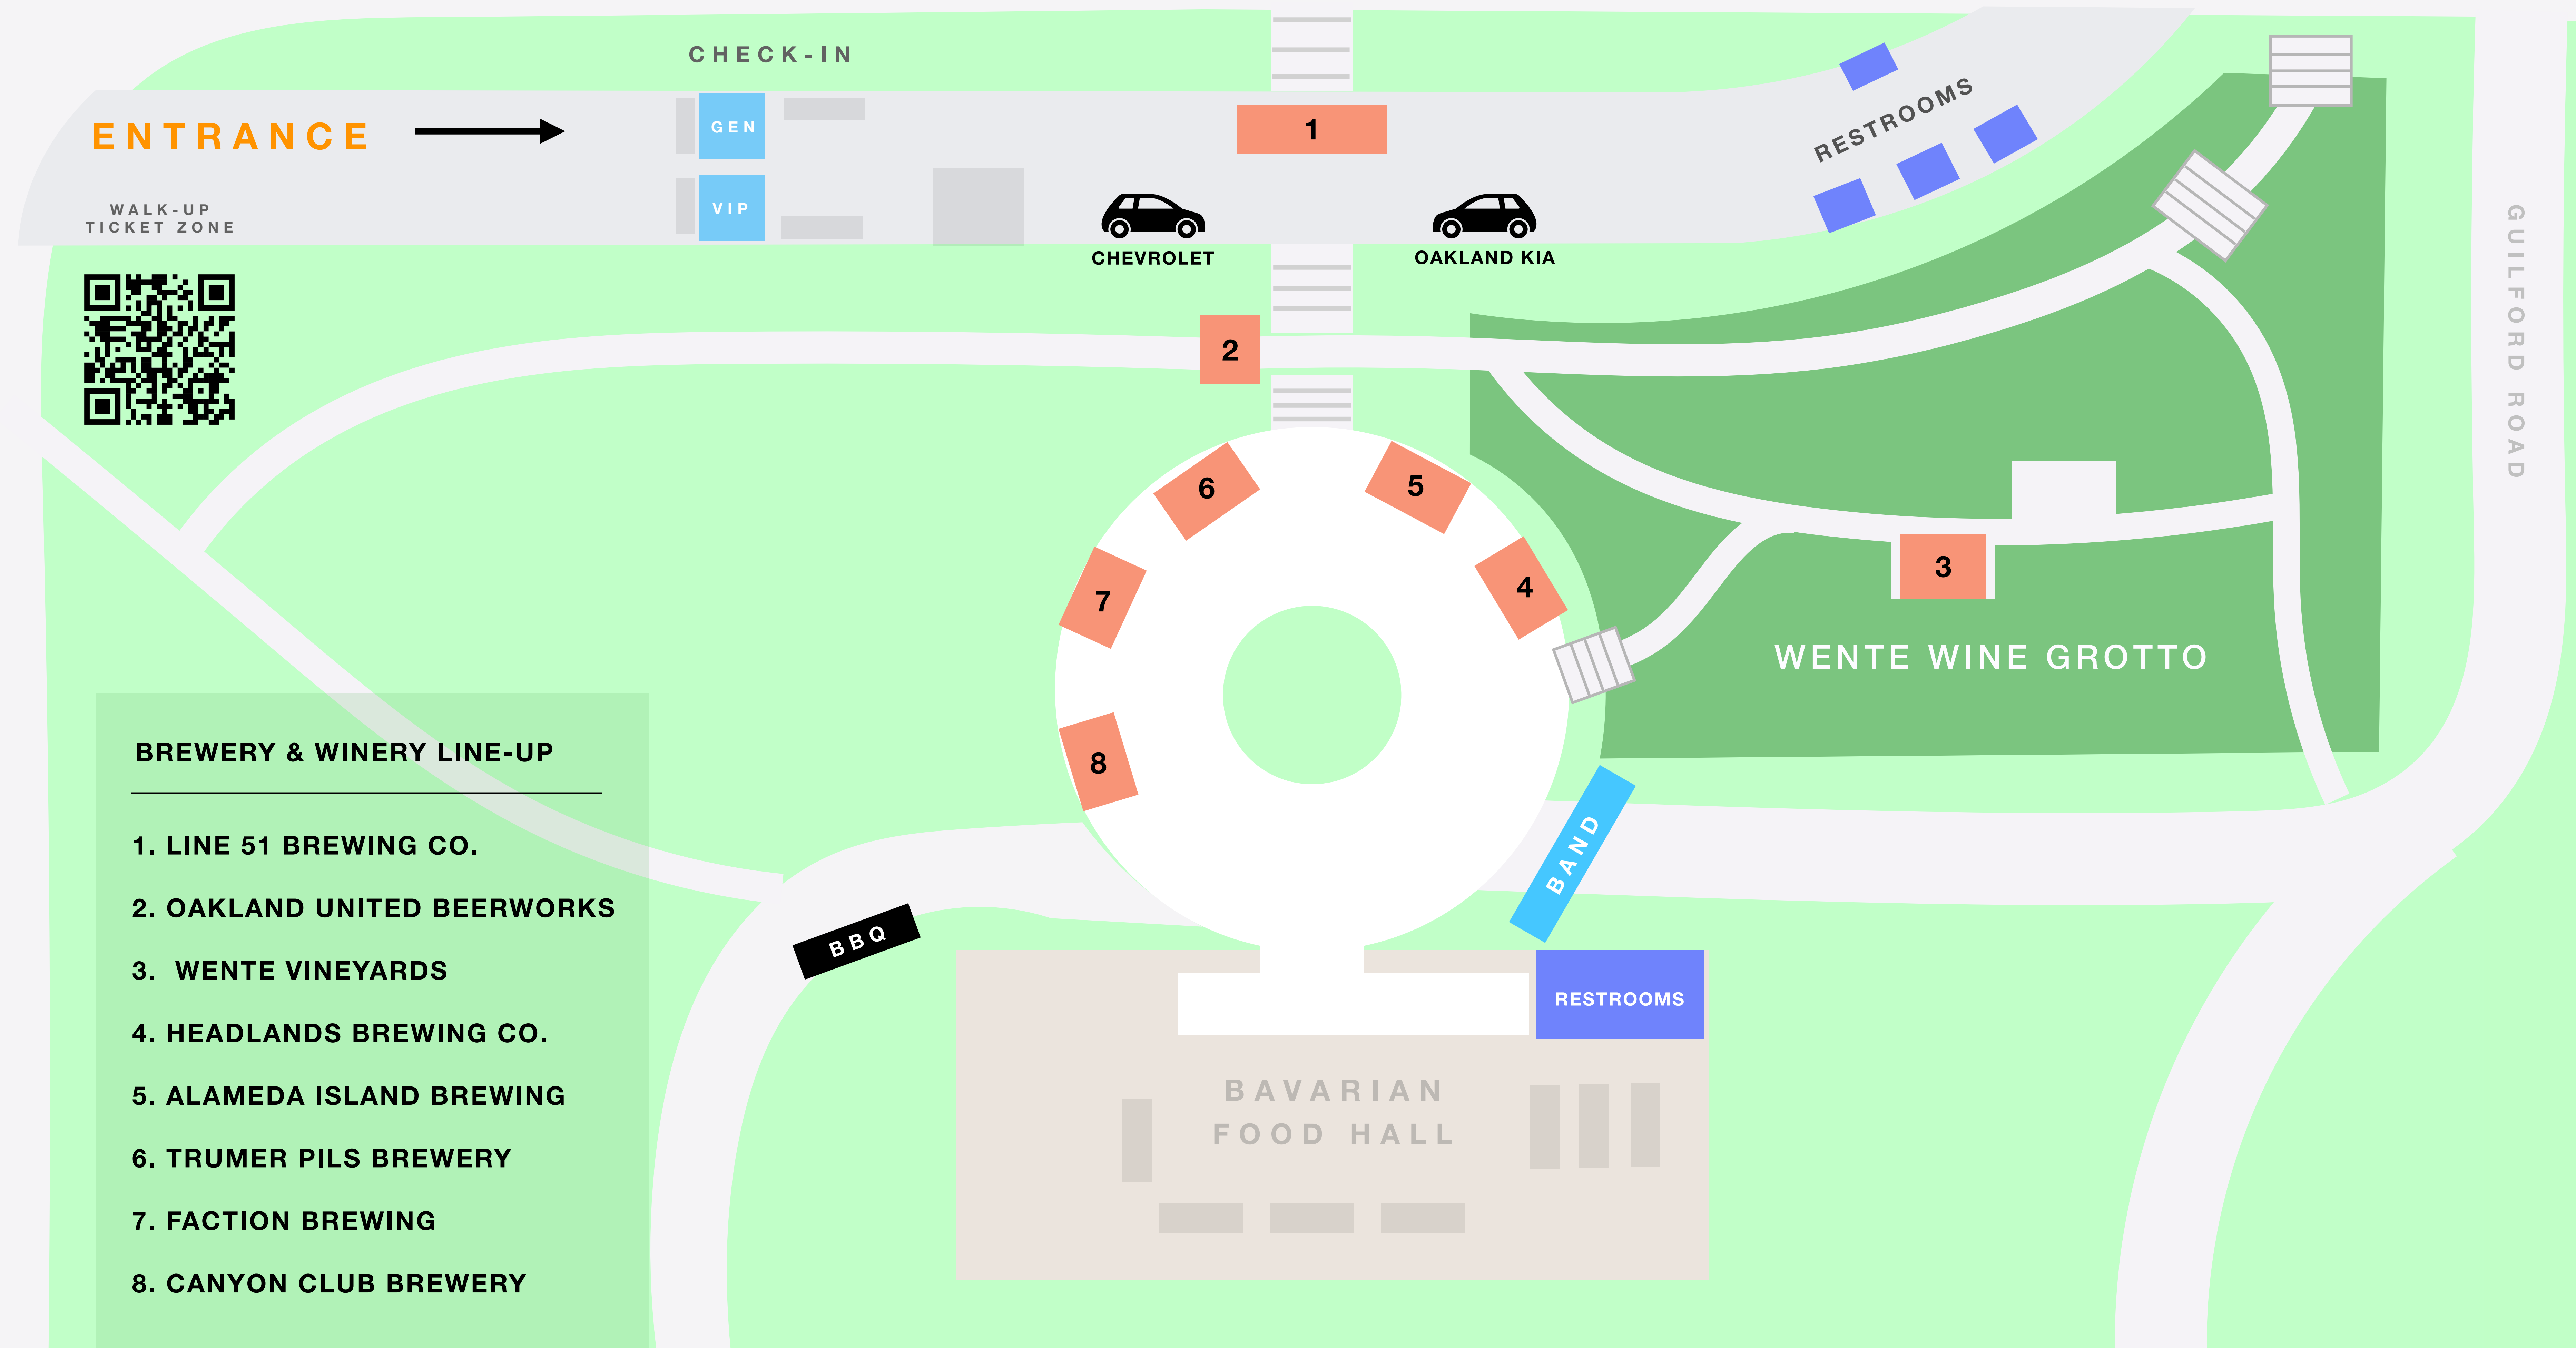 CHECK-IN
ENTRANCE
GEN
VIP
WALK-UP
TICKET ZONE
1
CHEVROLET
OAKLAND KIA
RESTROOMS
GUILFORD ROAD
2
6
5
7
4
3
WENTE WINE GROTTO
8
BAND
BBQ
RESTROOMS
BAVARIAN
FOOD HALL
BREWERY & WINERY LINE-UP
1. LINE 51 BREWING CO.
2. OAKLAND UNITED BEERWORKS
3. WENTE VINEYARDS
4. HEADLANDS BREWING CO.
5. ALAMEDA ISLAND BREWING
6. TRUMER PILS BREWERY
7. FACTION BREWING
8. CANYON CLUB BREWERY